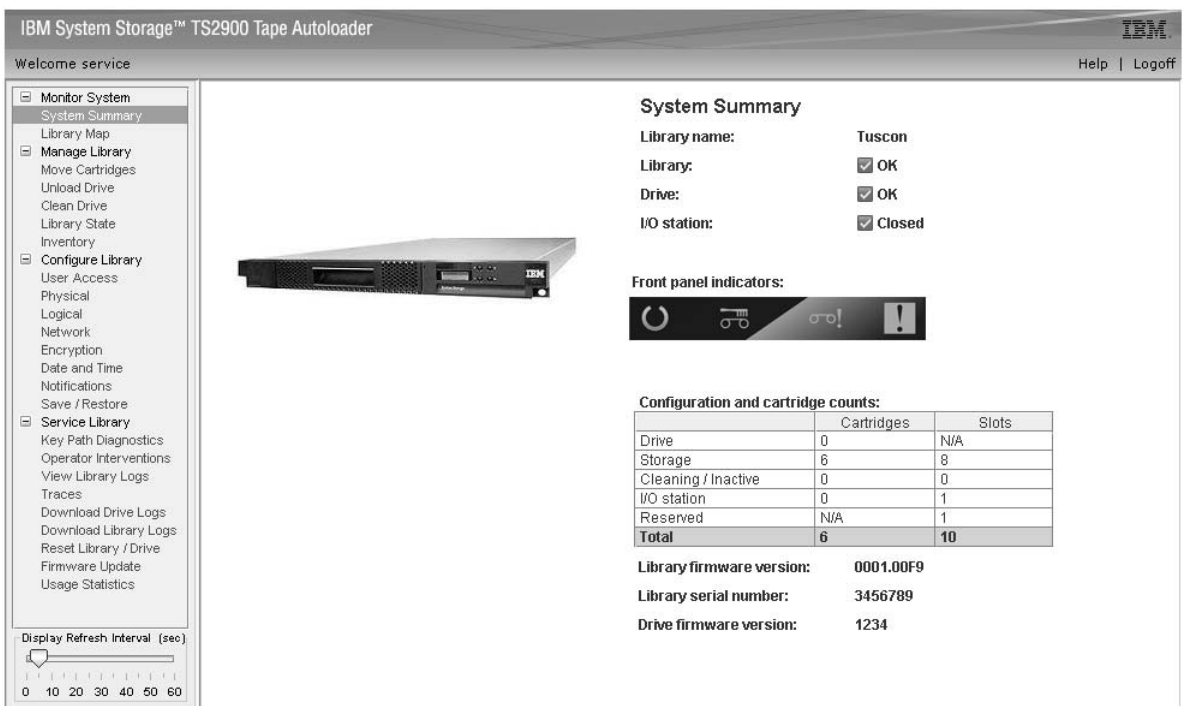 IBM System Storage™ TS2900 Tape Autoloader
IBM.
Welcome service
Help | Logoff
Monitor System
System Summary
Library Map
Manage Library
Move Cartridges
Unload Drive
Clean Drive
Library State
Inventory
Configure Library
User Access
Physical
Logical
Network
Encryption
Date and Time
Notifications
Save / Restore
Service Library
Key Path Diagnostics
Operator Interventions
View Library Logs
Traces
Download Drive Logs
Download Library Logs
Reset Library / Drive
Firmware Update
Usage Statistics
Display Refresh Interval (sec)
0 10 20 30 40 50 60
IBM
System Summary
Library name: Tuscon
Library: OK
Drive: OK
I/O station: Closed
Front panel indicators:
Configuration and cartridge counts:
Cartridges Slots
Drive 0 N/A
Storage 6 8
Cleaning / Inactive 0 0
I/O station 0 1
Reserved N/A 1
Total 6 10
Library firmware version: 0001.00F9
Library serial number: 3456789
Drive firmware version: 1234